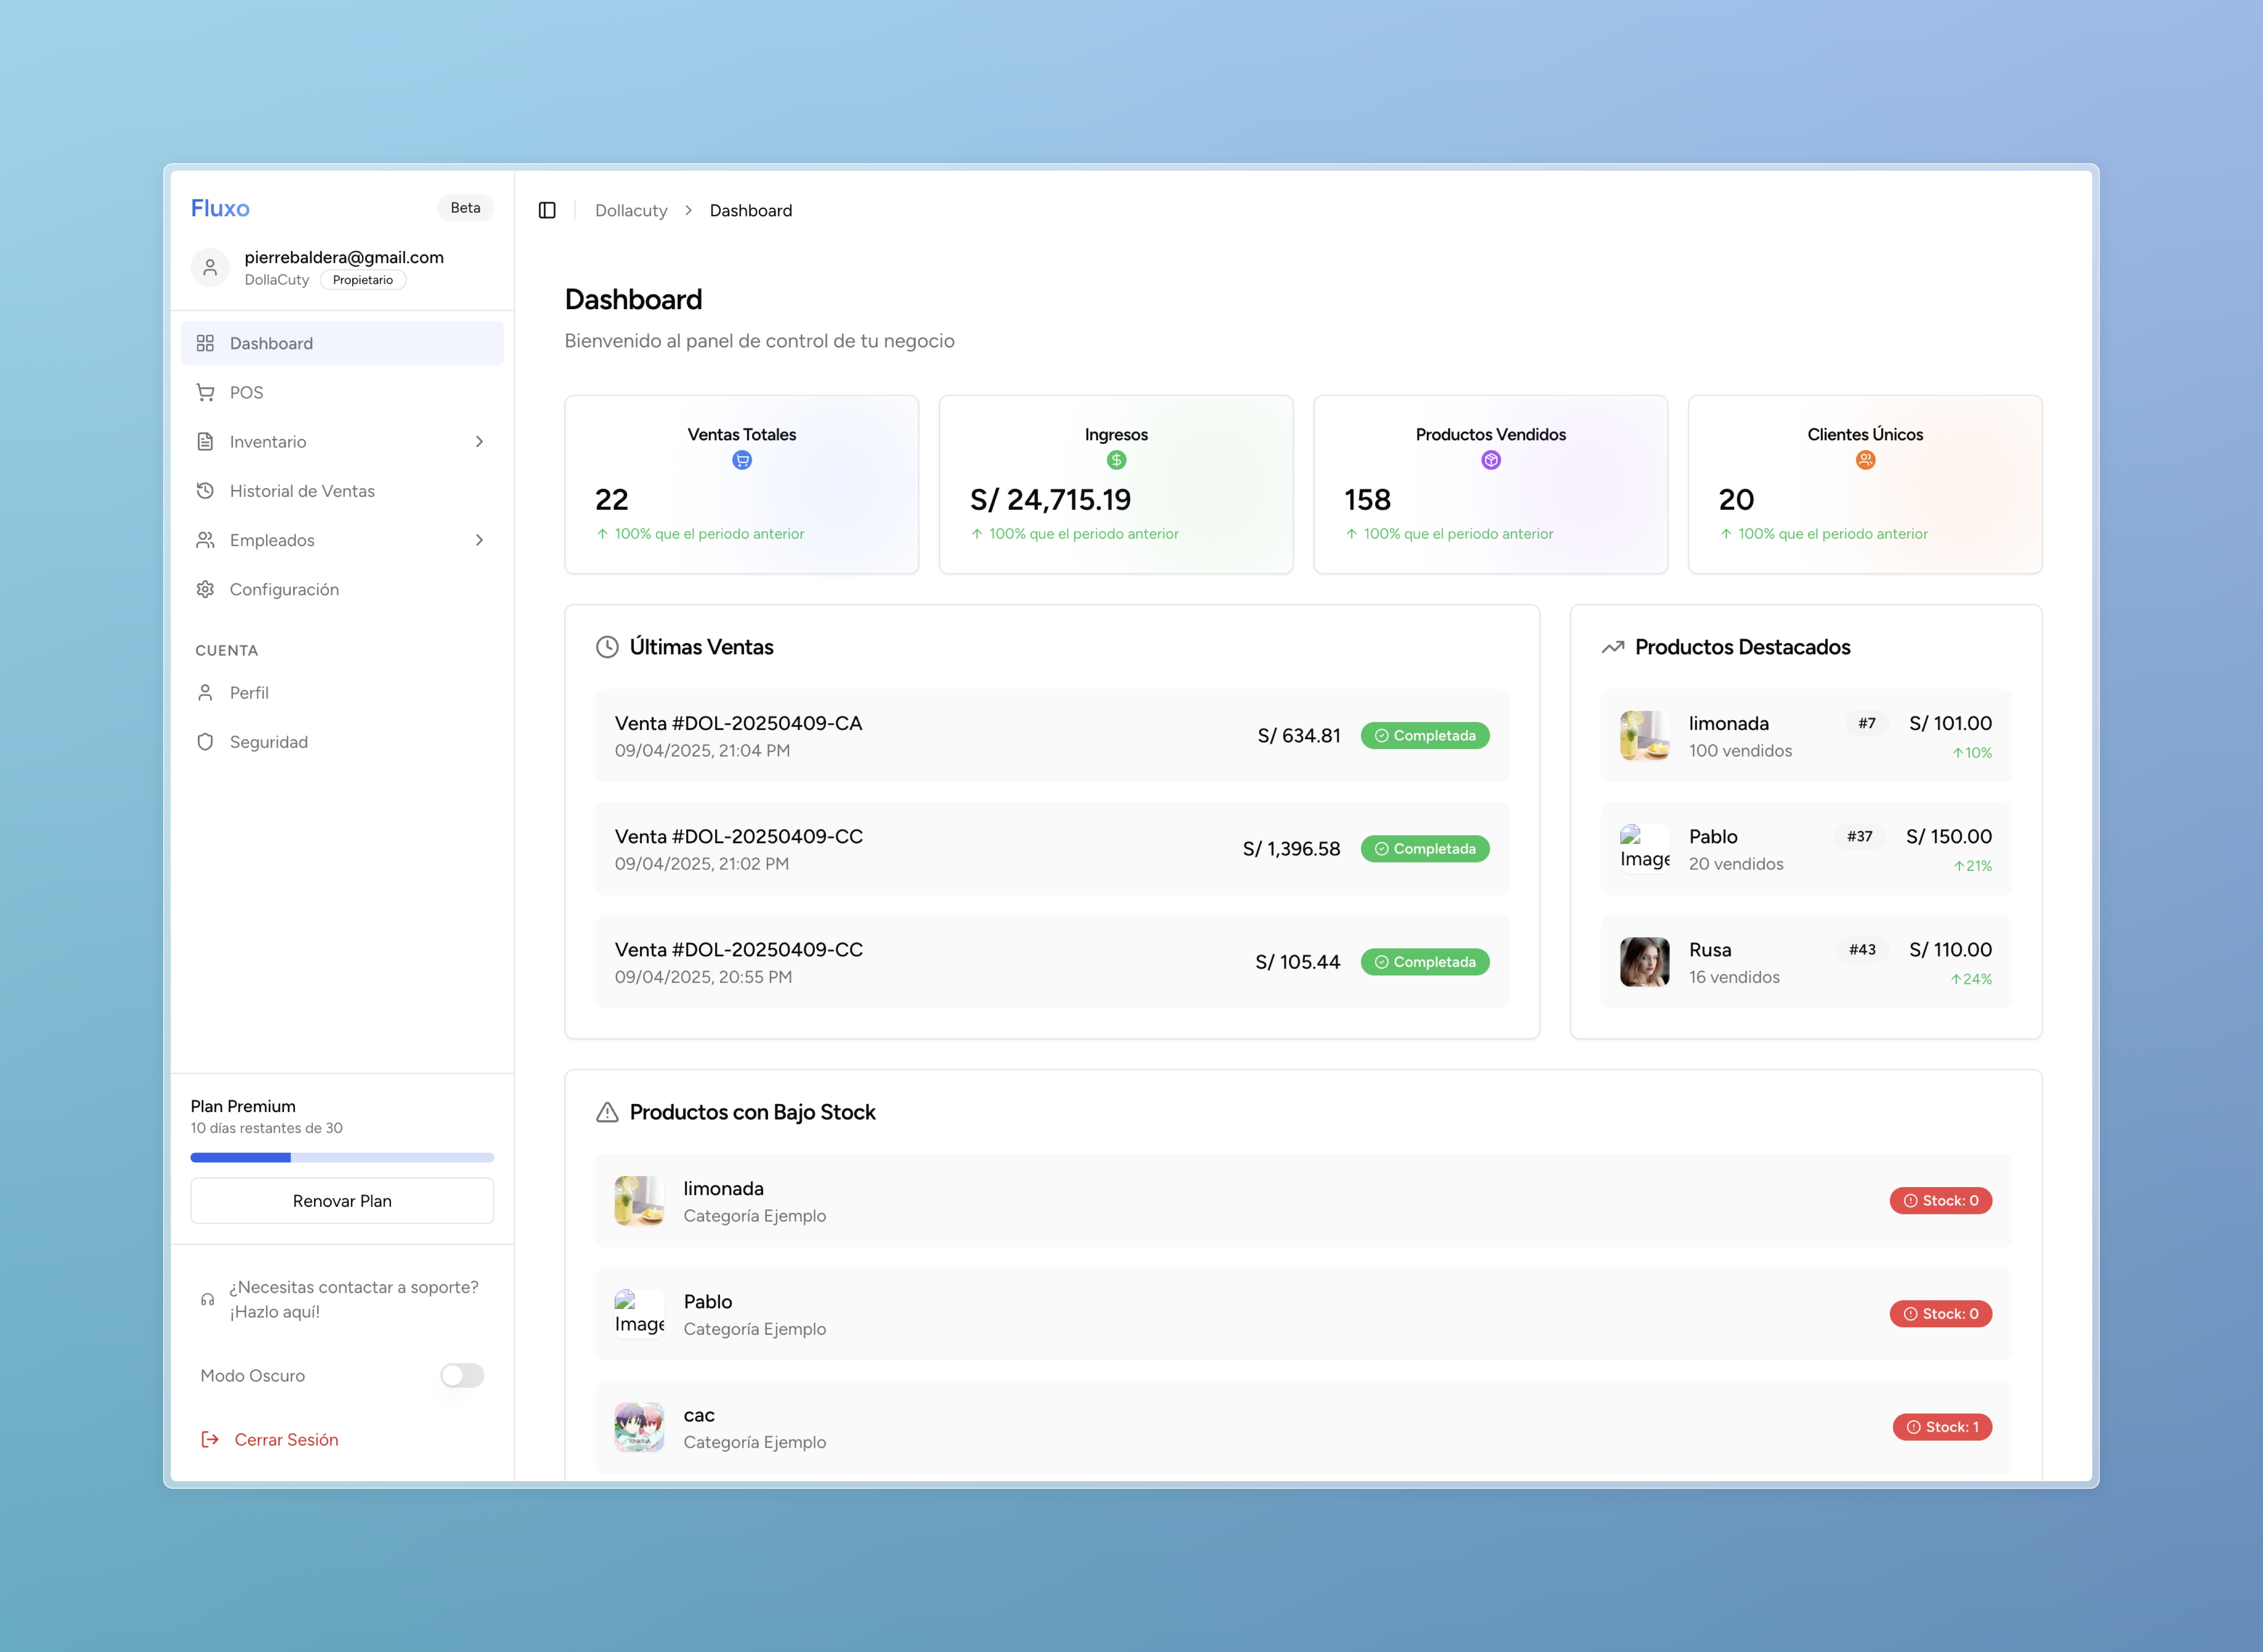 Fluxo
Beta
pierrebaldera@gmail.com
DollaCuty
Propietario
Dashboard
POS
Inventario
Historial de Ventas
Empleados
Configuración
CUENTA
Perfil
Seguridad
Plan Premium
10 días restantes de 30
Renovar Plan
¿Necesitas contactar a soporte?
¡Hazlo aquí!
Modo Oscuro
Cerrar Sesión
Dollacuty > Dashboard
Dashboard
Bienvenido al panel de control de tu negocio
Ventas Totales
22
100% que el periodo anterior
Ingresos
S/ 24,715.19
100% que el periodo anterior
Productos Vendidos
158
100% que el periodo anterior
Clientes Únicos
20
100% que el periodo anterior
Últimas Ventas
Venta #DOL-20250409-CA
09/04/2025, 21:04 PM
S/ 634.81
Completada
Venta #DOL-20250409-CC
09/04/2025, 21:02 PM
S/ 1,396.58
Completada
Venta #DOL-20250409-CC
09/04/2025, 20:55 PM
S/ 105.44
Completada
Productos Destacados
limonada
100 vendidos
#7
S/ 101.00
↑10%
Image
Pablo
20 vendidos
#37
S/ 150.00
↑21%
Rusa
16 vendidos
#43
S/ 110.00
↑24%
Productos con Bajo Stock
limonada
Categoría Ejemplo
Stock: 0
Image
Pablo
Categoría Ejemplo
Stock: 0
cac
Categoría Ejemplo
Stock: 1